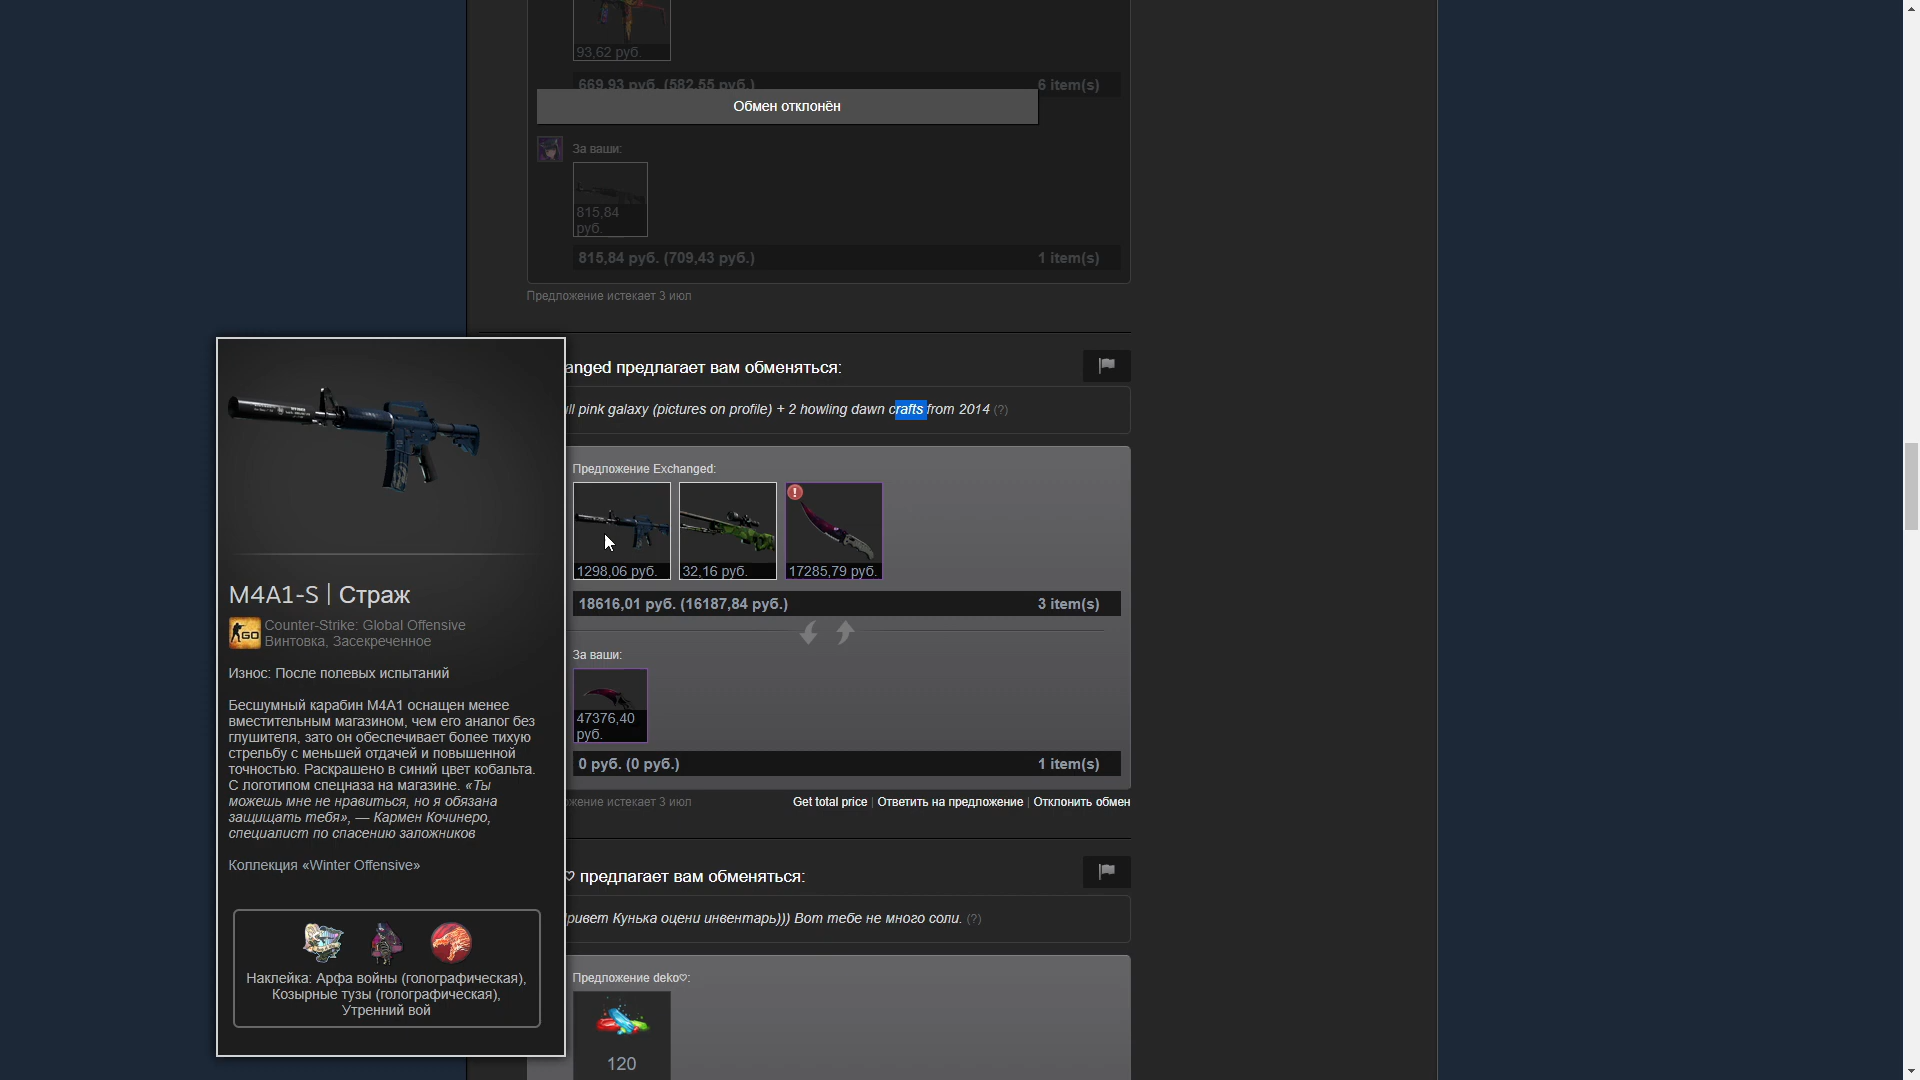 93,62 руб.
669,93 руб. (582,55 руб.) 6 item(s)
Обмен отклонён
За ваши:
815,84
руб.
815,84 руб. (709,43 руб.) 1 item(s)
Предложение истекает 3 июл
anged предлагает вам обменяться:
ll pink galaxy (pictures on profile) + 2 howling dawn crafts from 2014 (?)
Предложение Exchanged:
1298,06 руб.
32,16 руб.
!
17285,79 руб.
18616,01 руб. (16187,84 руб.) 3 item(s)
За ваши:
47376,40
руб.
0 руб. (0 руб.) 1 item(s)
жение истекает 3 июл
Get total price | Ответить на предложение | Отклонить обмен
♡ предлагает вам обменяться:
ривет Кунька оцени инвентарь))) Вот тебе не много соли. (?)
Предложение deko♡:
120
M4A1-S | Страж
GO
Counter-Strike: Global Offensive
Винтовка, Засекреченное
Износ: После полевых испытаний
Бесшумный карабин M4A1 оснащен менее
вместительным магазином, чем его аналог без
глушителя, зато он обеспечивает более тихую
стрельбу с меньшей отдачей и повышенной
точностью. Раскрашено в синий цвет кобальта.
С логотипом спецназа на магазине. «Ты
можешь мне не нравиться, но я обязана
защищать тебя», — Кармен Кочинеро,
специалист по спасению заложников
Коллекция «Winter Offensive»
Наклейка: Арфа войны (голографическая),
Козырные тузы (голографическая),
Утренний вой